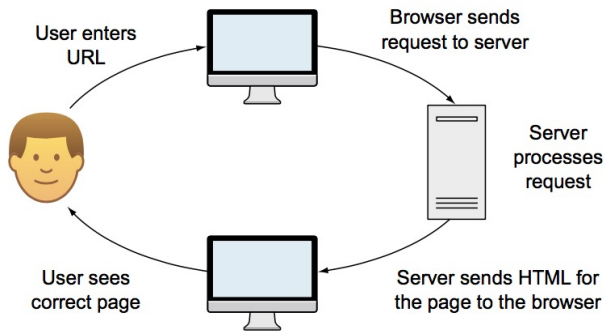 User enters
URL
Browser sends
request to server
Server
processes
request
Server sends HTML for
the page to the browser
User sees
correct page